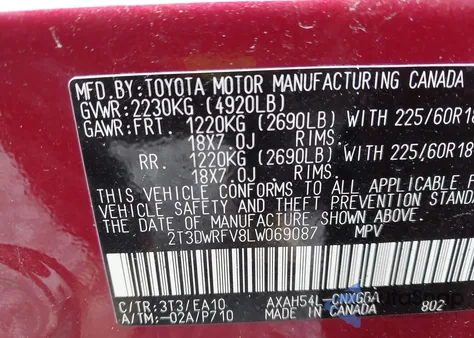 MFD.BY:TOYOTA MOTOR MANUFACTURING CANADA
GVWR:2230KG (4920LB)
GAWR:FRT. 1220KG (2690LB) WITH 225/60R18
18X7.0J RIMS.
RR. 1220KG (2690LB) WITH 225/60R18
18X7.0J RIMS.
THIS VEHICLE CONFORMS TO ALL APPLICABLE F
VEHICLE SAFETY AND THEFT PREVENTION STANDA
THE DATE OF MANUFACTURE SHOWN ABOVE.
2T3DWRFV8LW069087 MPV
C/TR:3T3/EA10 AXAH54L-CNXGBA
A/TM:-02A7P710 MADE IN CANADA 802